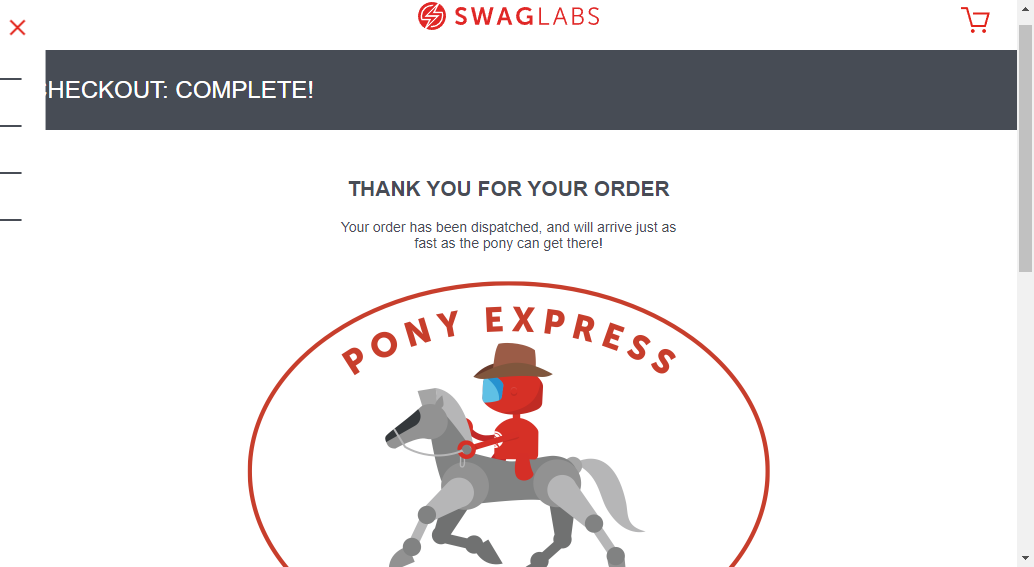 SWAGLABS
CHECKOUT: COMPLETE!
THANK YOU FOR YOUR ORDER
Your order has been dispatched, and will arrive just as
fast as the pony can get there!
PONY EXPRESS